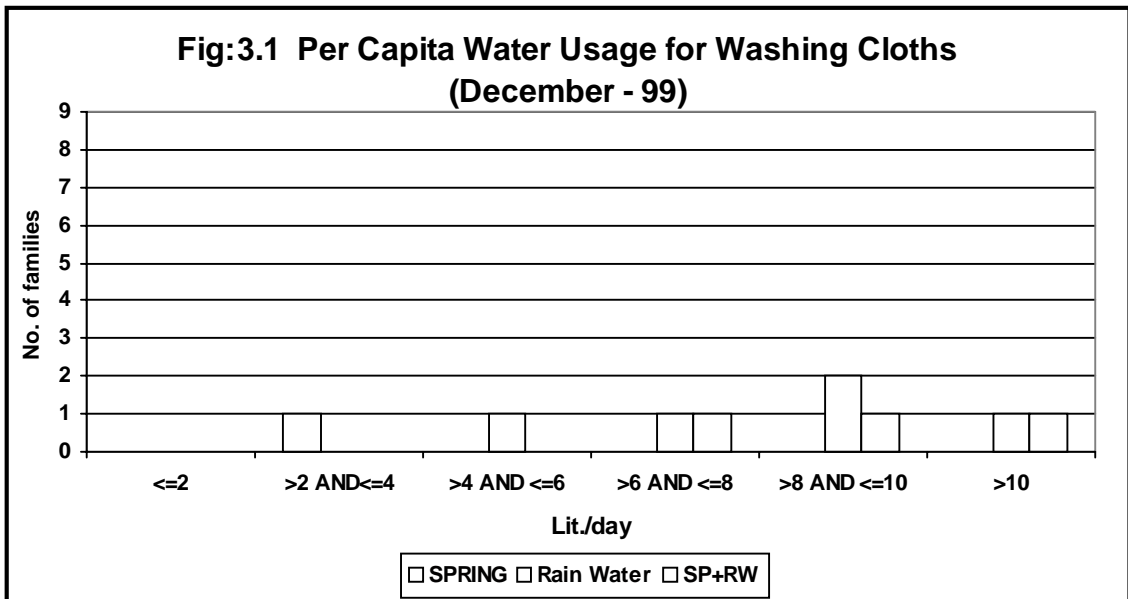 Fig:3.1 Per Capita Water Usage for Washing Cloths
(December - 99)
9
8
7
6
5
4
3
2
1
0
No. of families
<=2 >2 AND<=4 >4 AND <=6 >6 AND <=8 >8 AND <=10 >10
Lit./day
SPRING Rain Water SP+RW